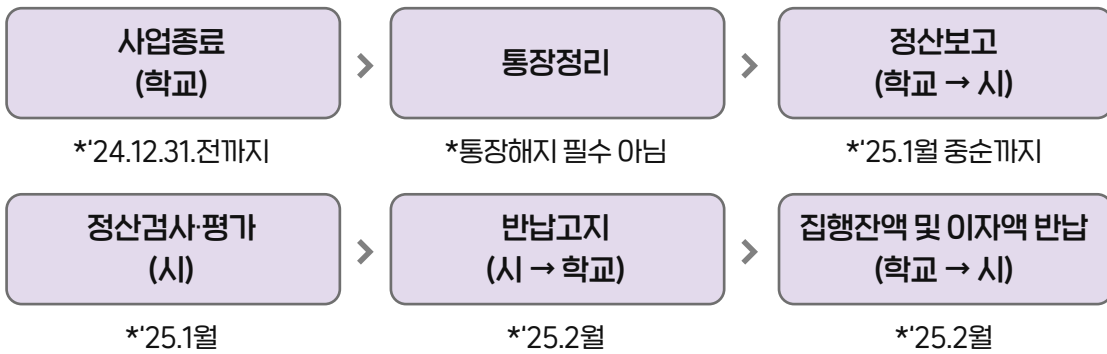 사업종료
(학교)
통장정리
정산보고
(학교 → 시)
*'24.12.31.전까지
*통장해지 필수 아님
*'25.1월 중순까지
정산검사·평가
(시)
반납고지
(시 → 학교)
집행잔액 및 이자액 반납
(학교 → 시)
*'25.1월
*'25.2월
*'25.2월